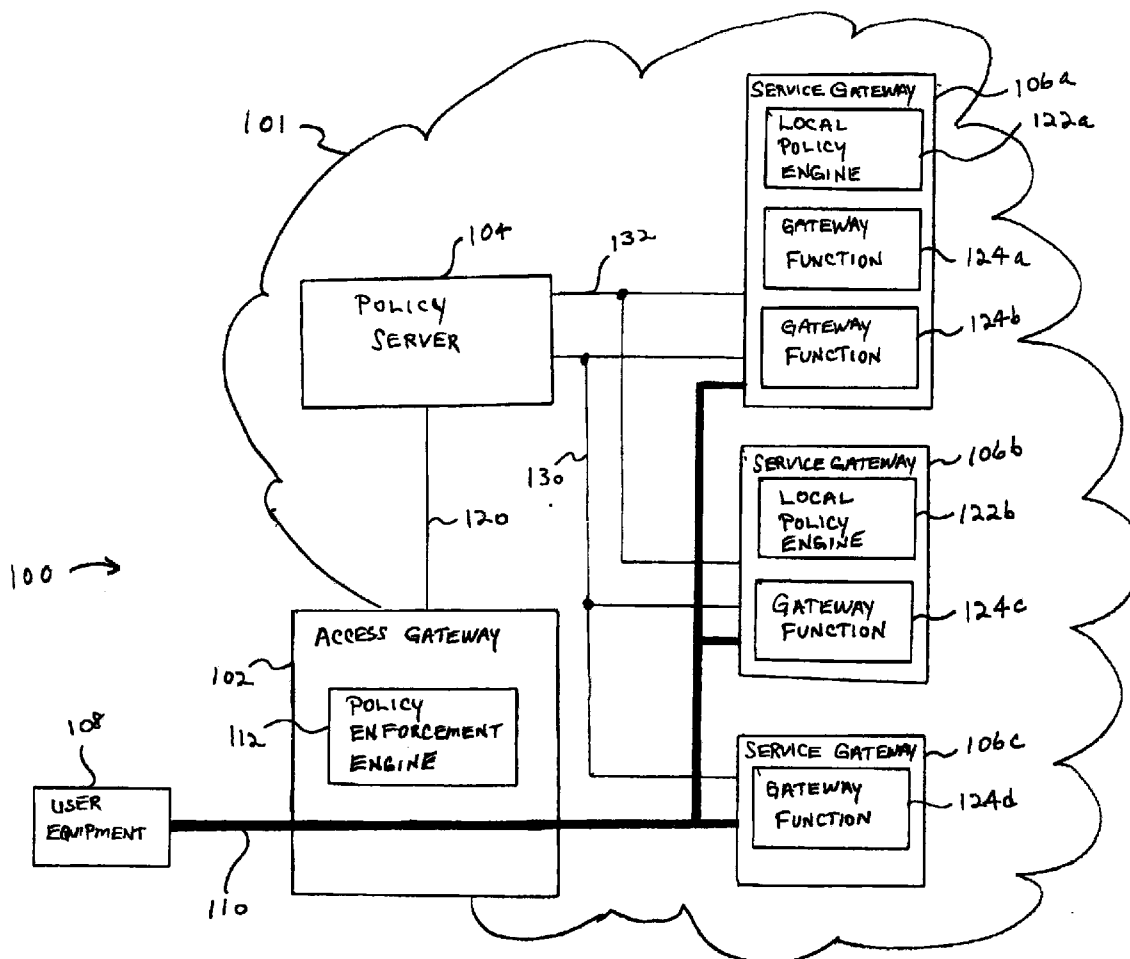 101
104
POLICY
SERVER
132
130
120
100
SERVICE GATEWAY
106a
LOCAL
POLICY
ENGINE
122a
GATEWAY
FUNCTION
124a
GATEWAY
FUNCTION
124b
SERVICE GATEWAY
106b
LOCAL
POLICY
ENGINE
122b
GATEWAY
FUNCTION
124c
ACCESS GATEWAY
102
POLICY
ENFORCEMENT
ENGINE
112
108
USER
EQUIPMENT
110
SERVICE GATEWAY
106c
GATEWAY
FUNCTION
124d